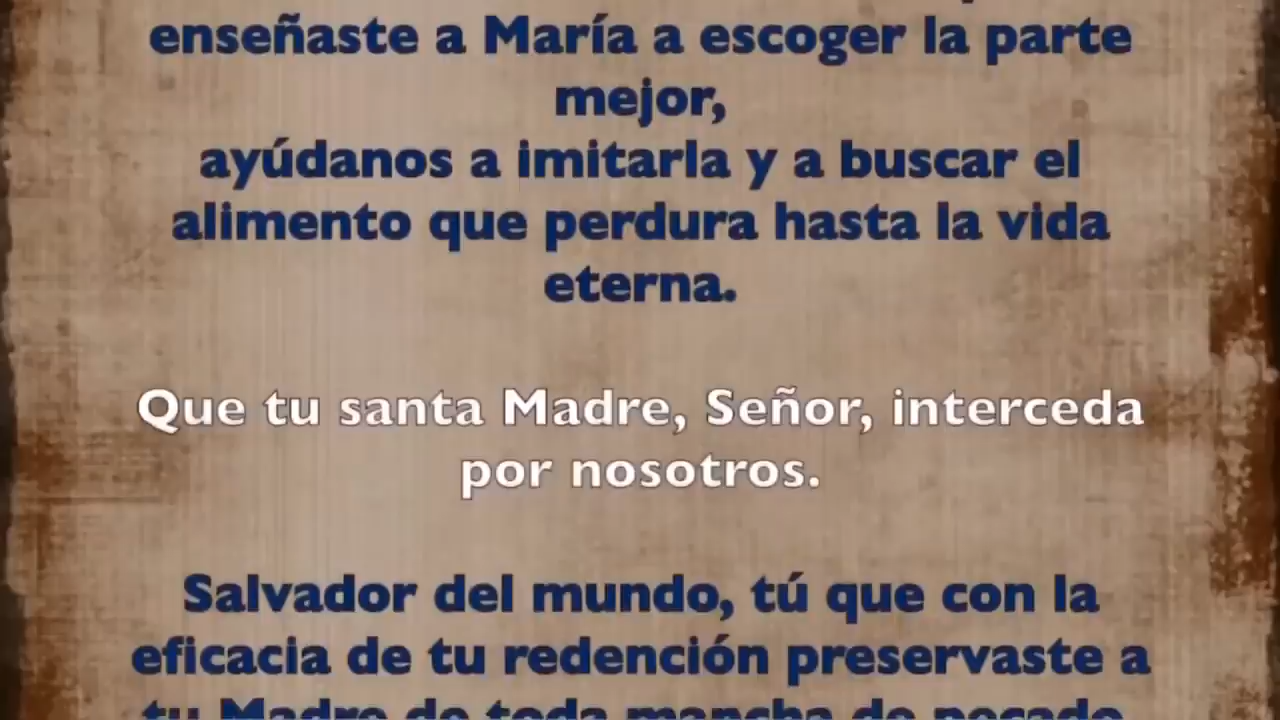 enseñaste a María a escoger la parte
mejor,
ayúdanos a imitarla y a buscar el
alimento que perdura hasta la vida
eterna.
Que tu santa Madre, Señor, interceda
por nosotros.
Salvador del mundo, tú que con la
eficacia de tu redención preservaste a
tu Madre de toda mancha de pecado,